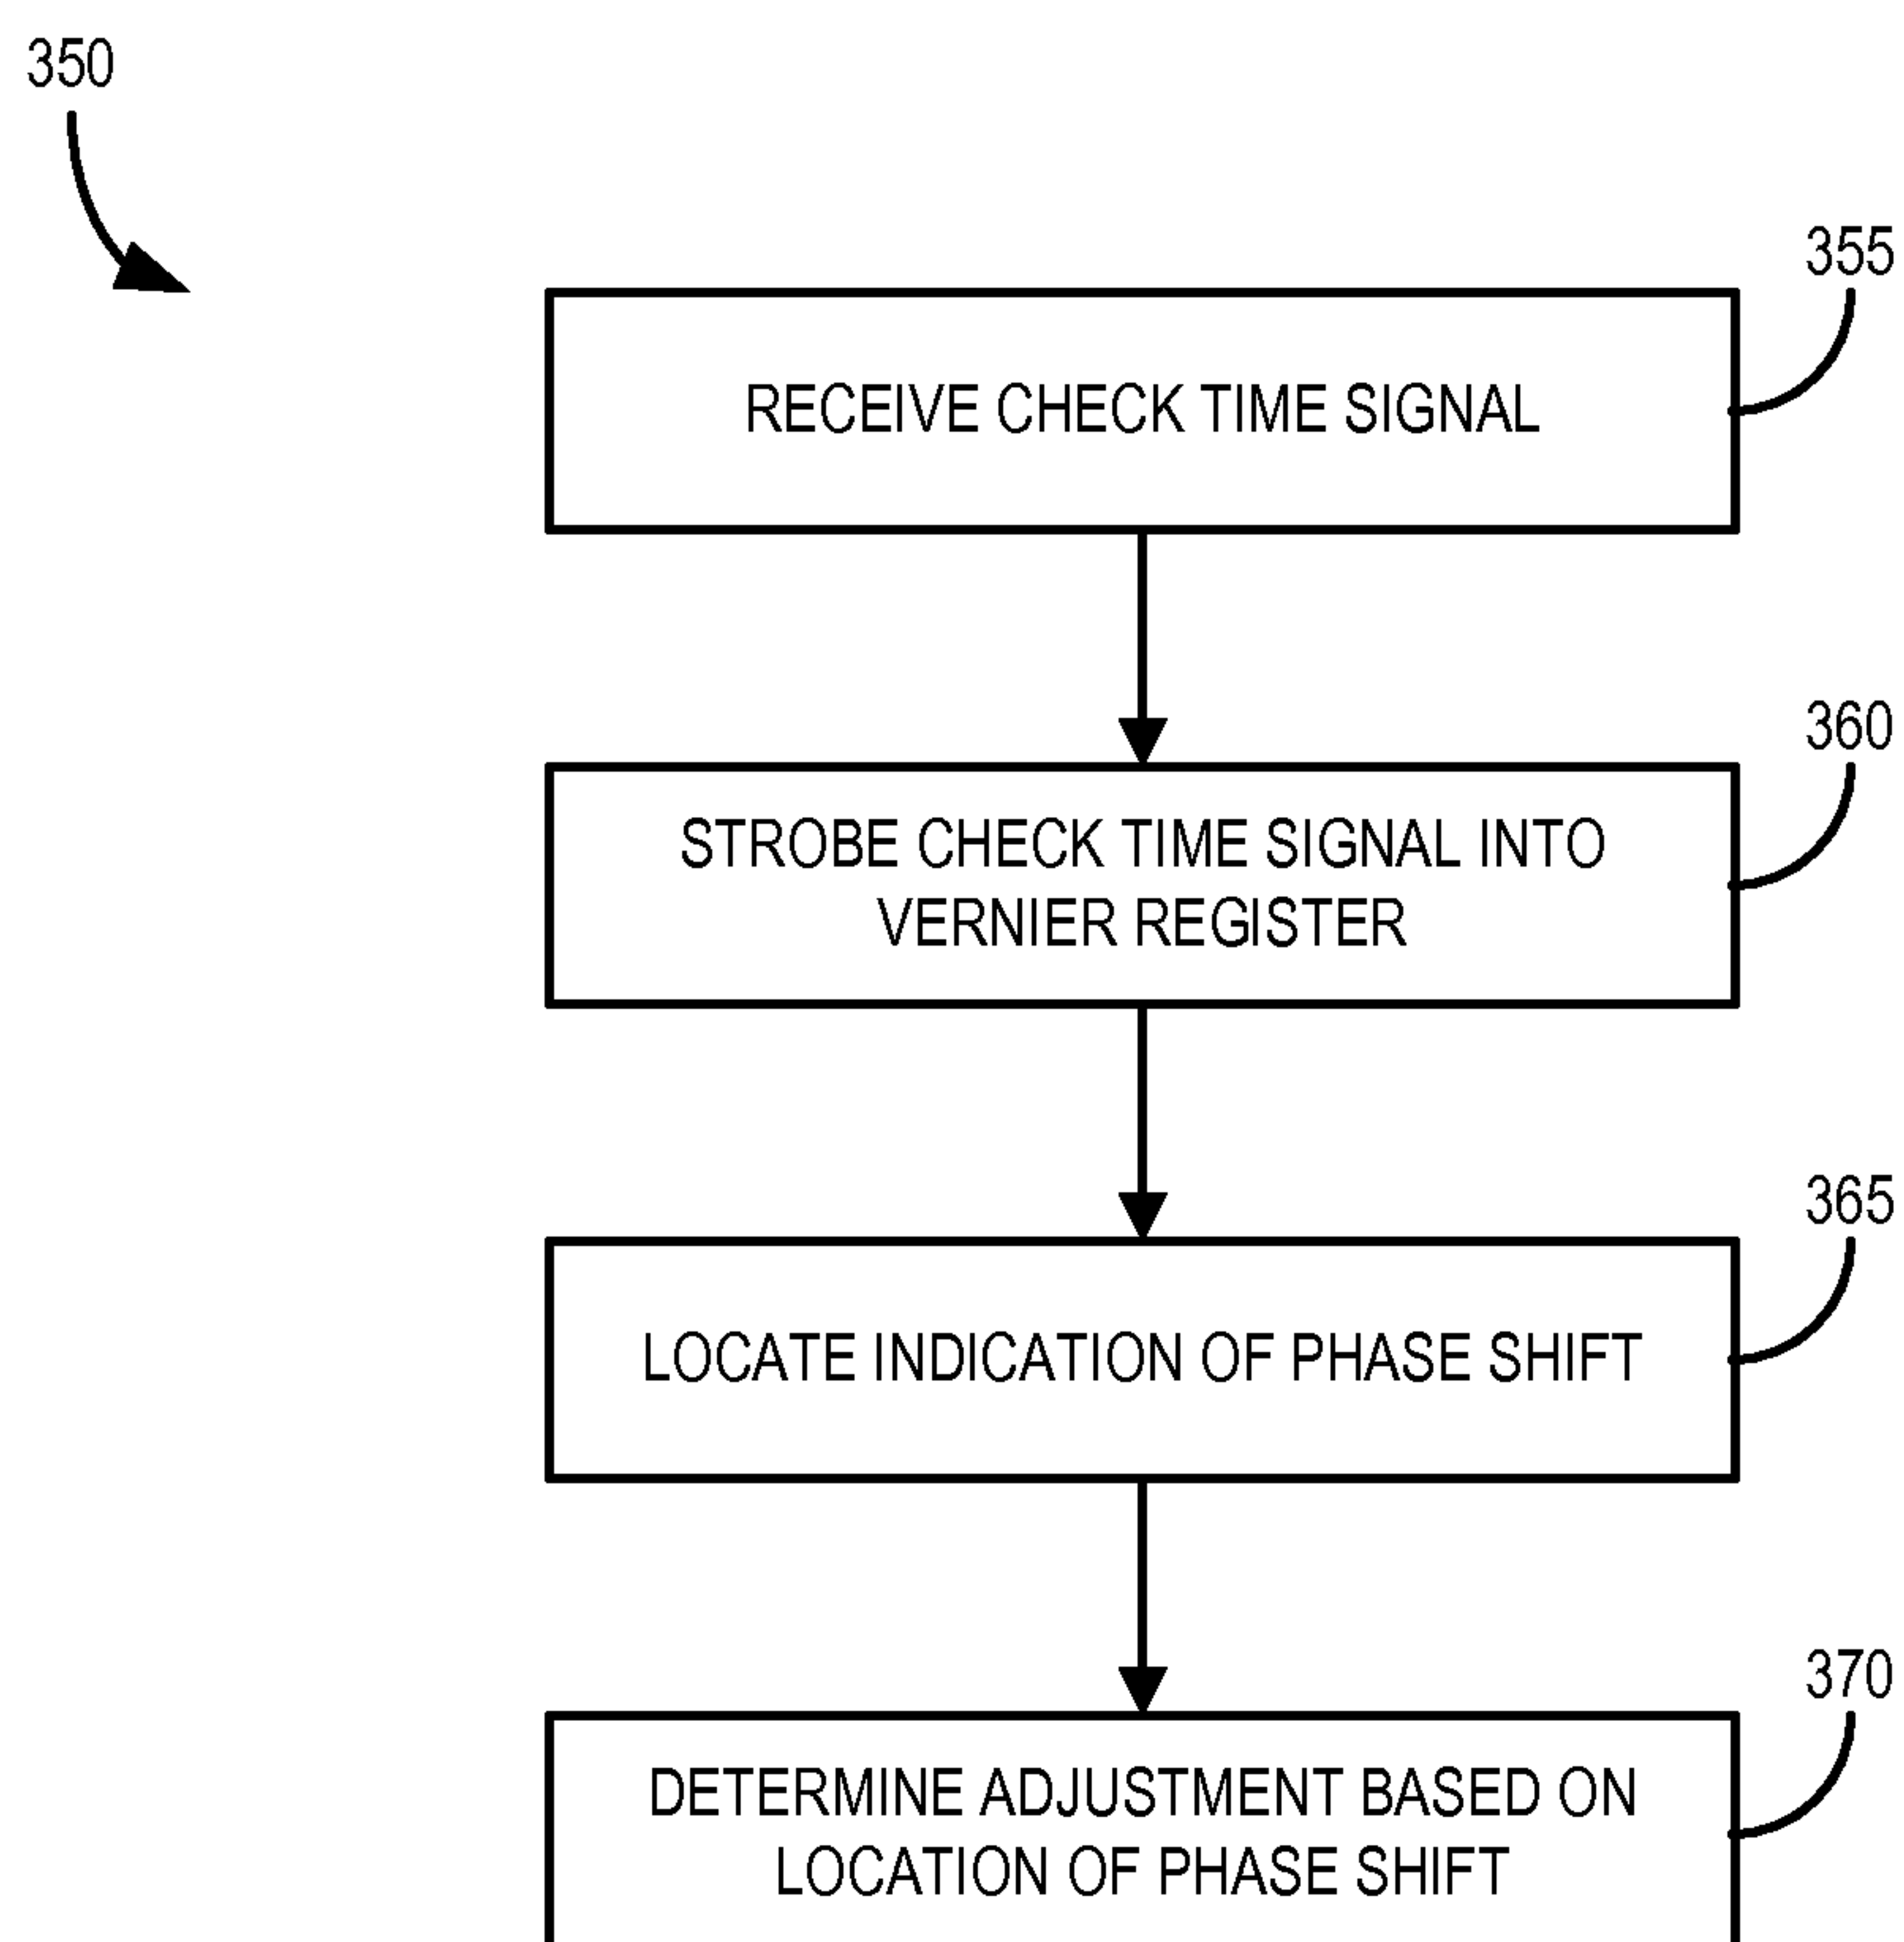 350
355
RECEIVE CHECK TIME SIGNAL
360
STROBE CHECK TIME SIGNAL INTO
VERNIER REGISTER
365
LOCATE INDICATION OF PHASE SHIFT
370
DETERMINE ADJUSTMENT BASED ON
LOCATION OF PHASE SHIFT